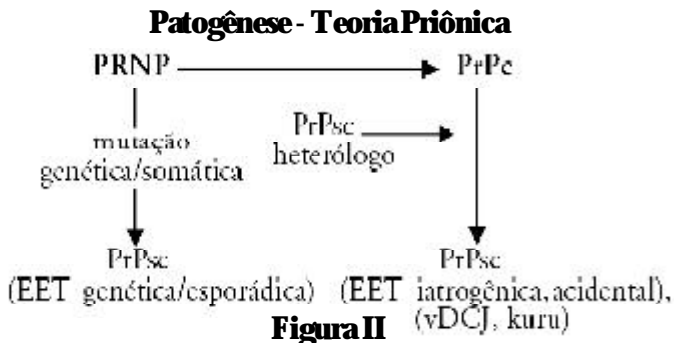 Patogênese - Teoria Priônica
PRNP PrPc
PrPsc
mutação heterólogo
genética/somática
PrPsc PrPsc
(EET genética/esporádica) (EET iatrogênica, acidental),
Figura II (vDCJ, kuru)